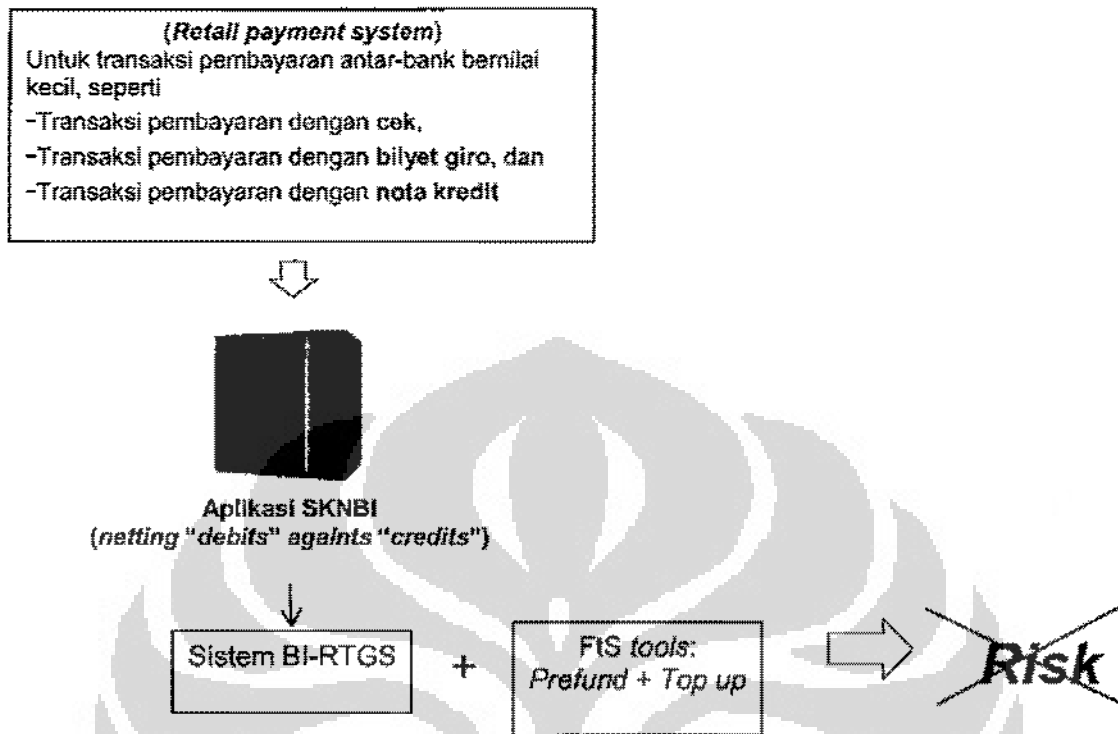 (Retail payment system)
Untuk transaksi pembayaran antar-bank bernilai
kecil, seperti
-Transaksi pembayaran dengan cek,
-Transaksi pembayaran dengan bilyet giro, dan
-Transaksi pembayaran dengan nota kredit
Aplikasi SKNBI
(netting "debits" againts "credits")
Sistem BI-RTGS
+
FtS tools:
Prefund + Top up
Risk